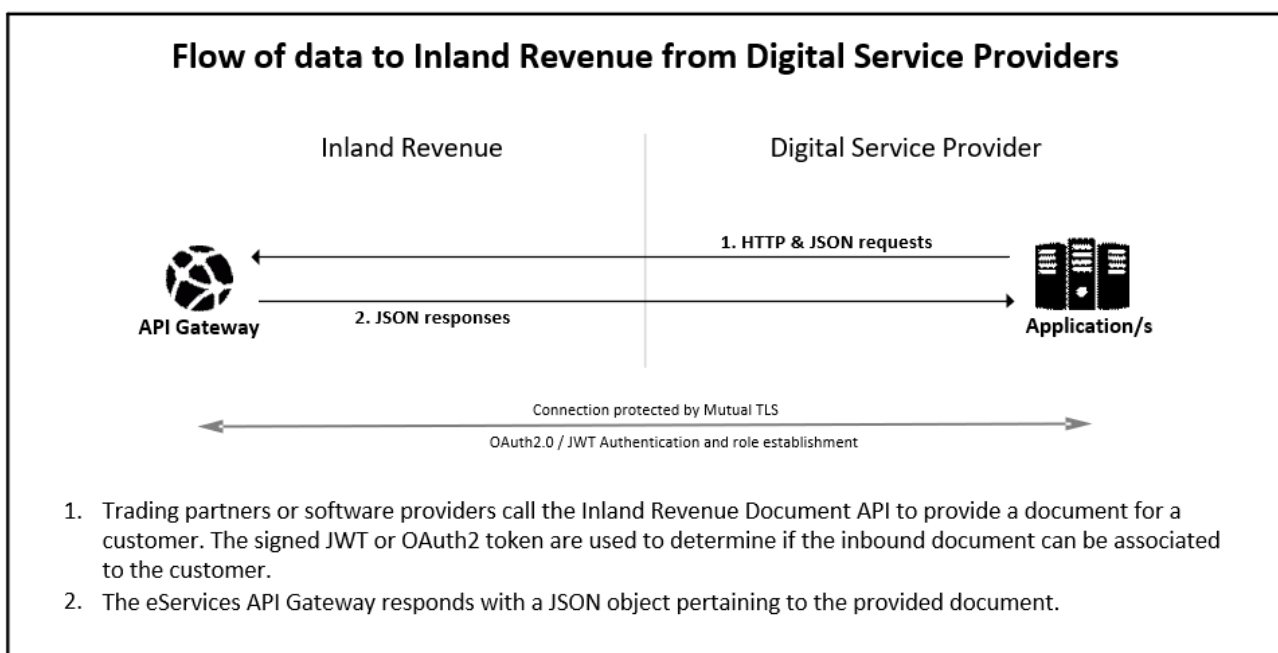 Flow of data to Inland Revenue from Digital Service Providers
Inland Revenue
Digital Service Provider
1. HTTP & JSON requests
2. JSON responses
API Gateway
Application/s
Connection protected by Mutual TLS
OAuth2.0 / JWT Authentication and role establishment
1. Trading partners or software providers call the Inland Revenue Document API to provide a document for a
customer. The signed JWT or OAuth2 token are used to determine if the inbound document can be associated
to the customer.
2. The eServices API Gateway responds with a JSON object pertaining to the provided document.